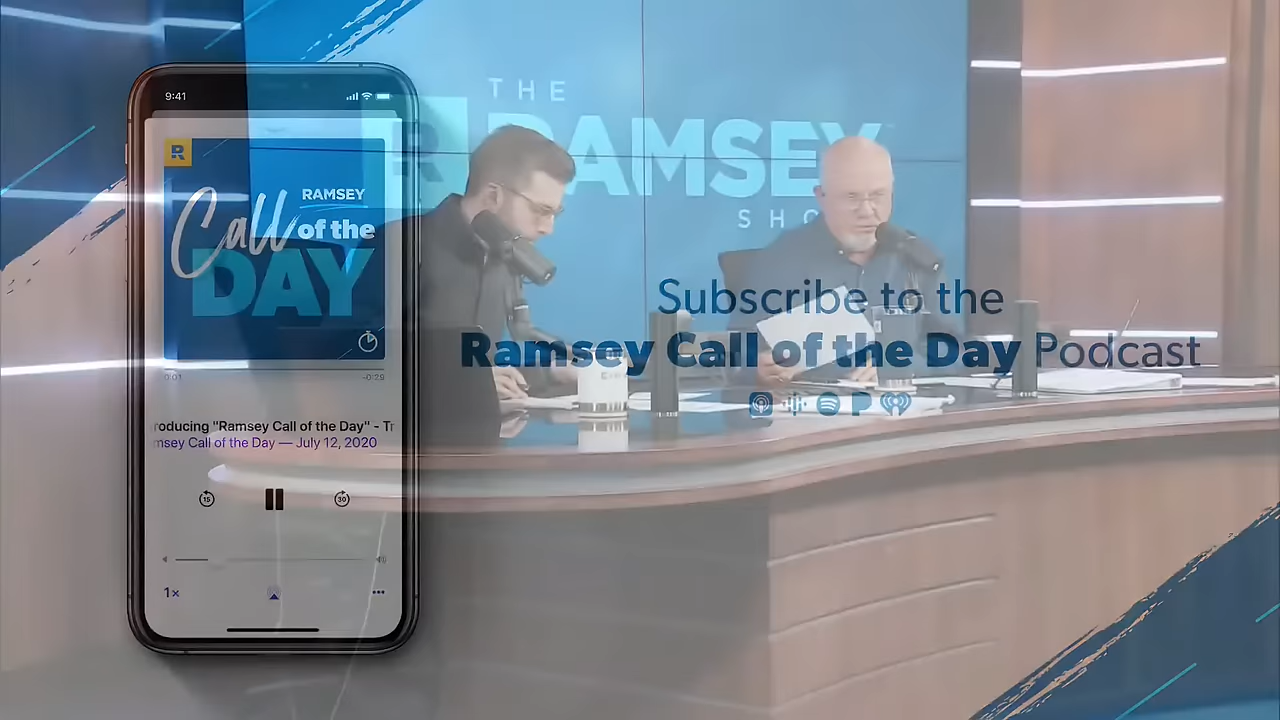 9:41
R
RAMSEY
Call of the
DAY
0:01
-0:29
roducing "Ramsey Call of the Day" - Tr
msey Call of the Day — July 12, 2020
15
30
1×
THE
R RAMSEY
SHO
Subscribe to the
Ramsey Call of the Day Podcast